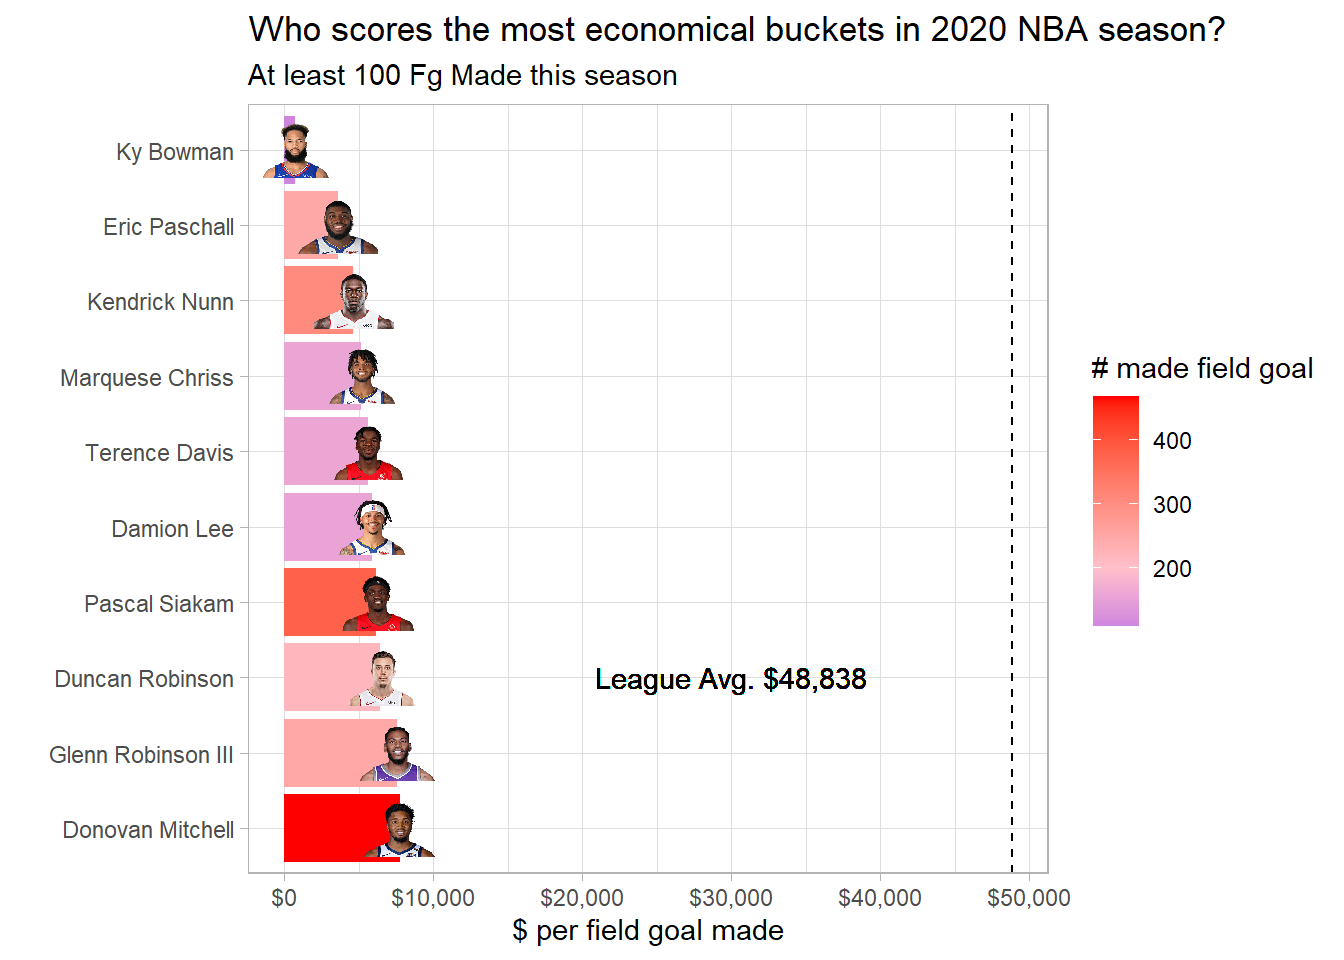 Who scores the most economical buckets in 2020 NBA season?
At least 100 Fg Made this season
Ky Bowman
Eric Paschall
Kendrick Nunn
Marquese Chriss
Terence Davis
Damion Lee
Pascal Siakam
Duncan Robinson
Glenn Robinson III
Donovan Mitchell
League Avg. $48,838
$0
$10,000
$20,000
$30,000
$40,000
$50,000
$ per field goal made
# made field goal
400
300
200